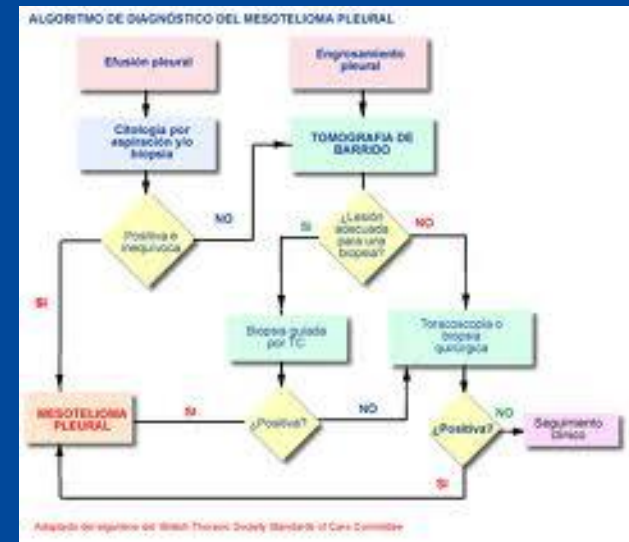 ALGORITMO DE DIAGNÓSTICO DEL MESOTELIOMA PLEURAL
Efusión pleural
Engrosamiento
pleural
Citología por
aspiración y/o
biopsia
TOMOGRAFIA DE
BARRIDO
Positiva e
inequívoca
NO
¿Lesión
adecuada
para una
biopsia?
SI
NO
SI
Biopsia guiada
por TC
Toracoscopia o
biopsia
quirúrgica
MESOTELIOMA
PLEURAL
SI
¿Positiva?
NO
¿Positiva?
NO
Seguimiento
clínico
SI
Adaptado del algoritmo del British Thoracic Society Standards of Care Committee